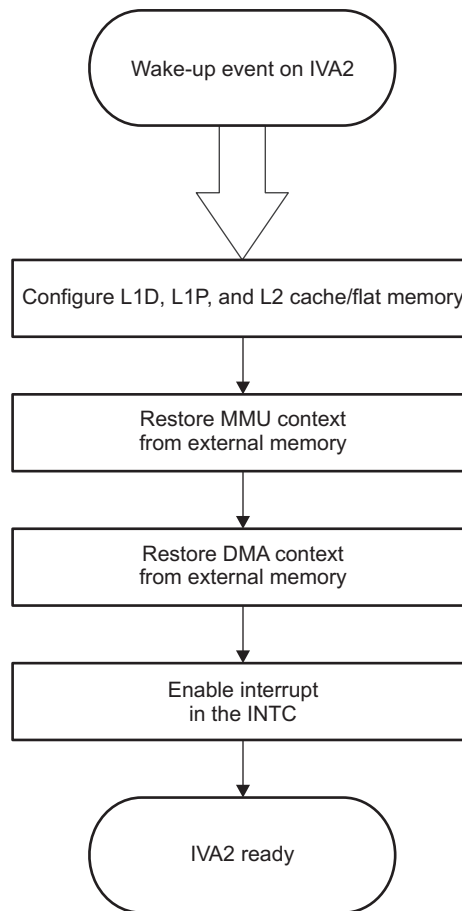 Wake-up event on IVA2
Configure L1D, L1P, and L2 cache/flat memory
Restore MMU context
from external memory
Restore DMA context
from external memory
Enable interrupt
in the INTC
IVA2 ready